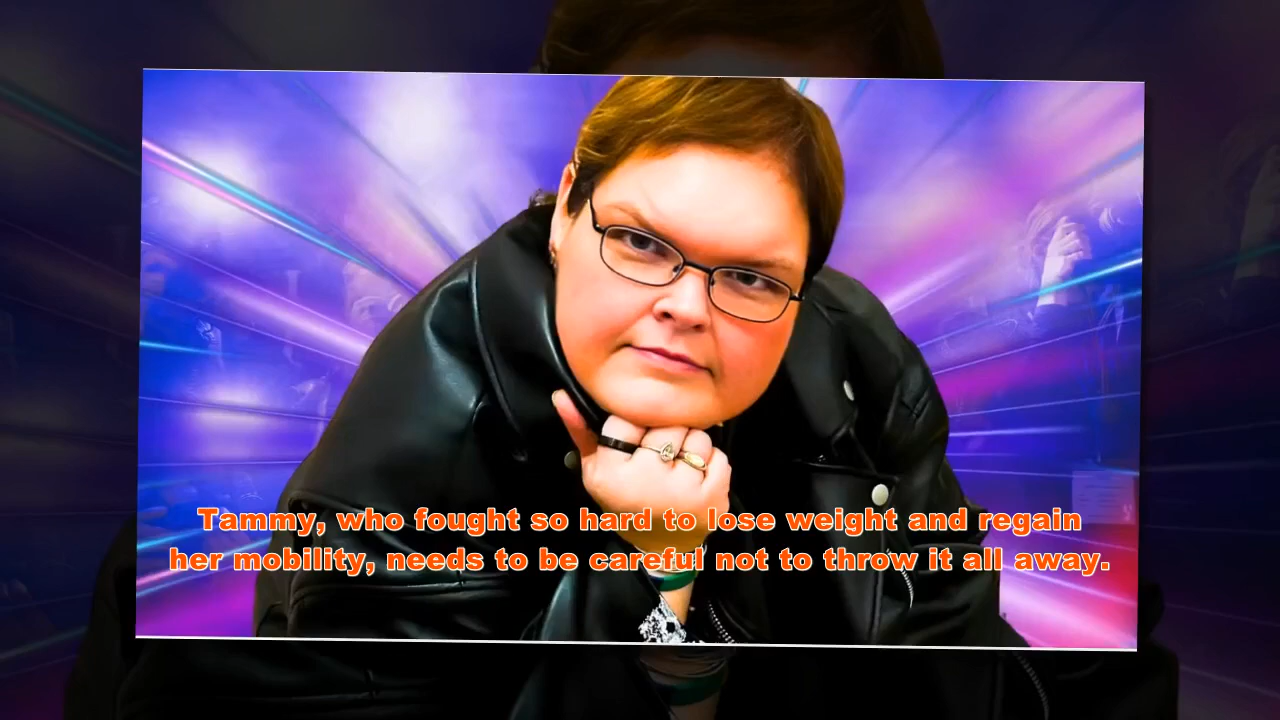 Tammy, who fought so hard to lose weight and regain
her mobility, needs to be careful not to throw it all away.